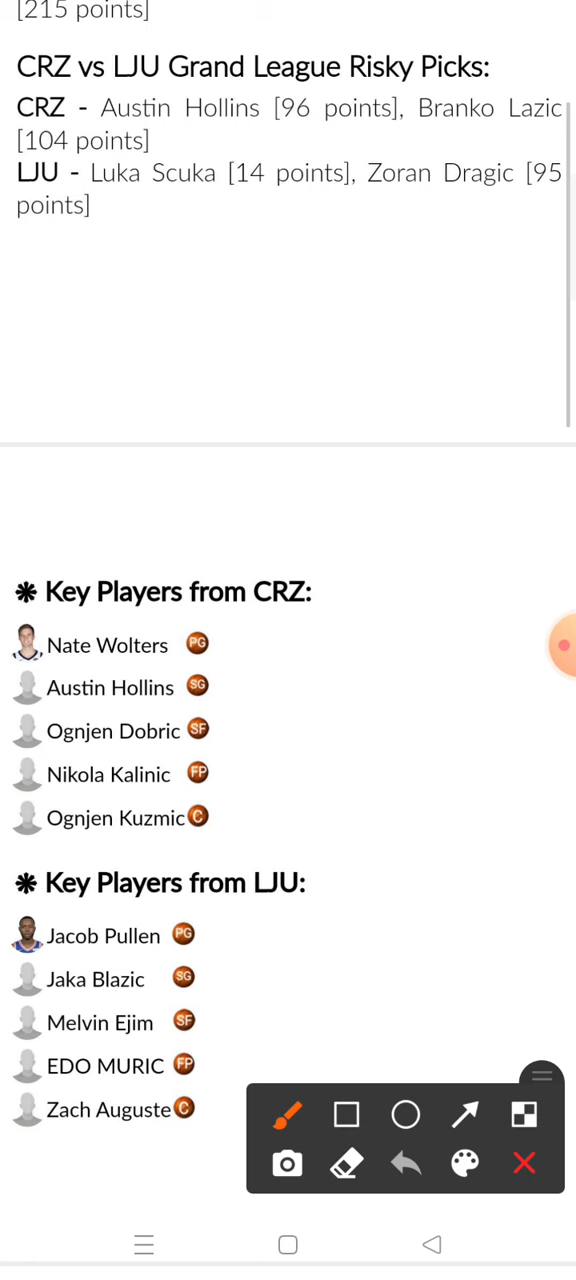 [215 points]
CRZ vs LJU Grand League Risky Picks:
CRZ - Austin Hollins [96 points], Branko Lazic
[104 points]
LJU - Luka Scuka [14 points], Zoran Dragic [95
points]
✻ Key Players from CRZ:
Nate Wolters PG
Austin Hollins SG
Ognjen Dobric SF
Nikola Kalinic FP
Ognjen Kuzmic C
✻ Key Players from LJU:
Jacob Pullen PG
Jaka Blazic SG
Melvin Ejim SF
EDO MURIC FP
Zach Auguste C